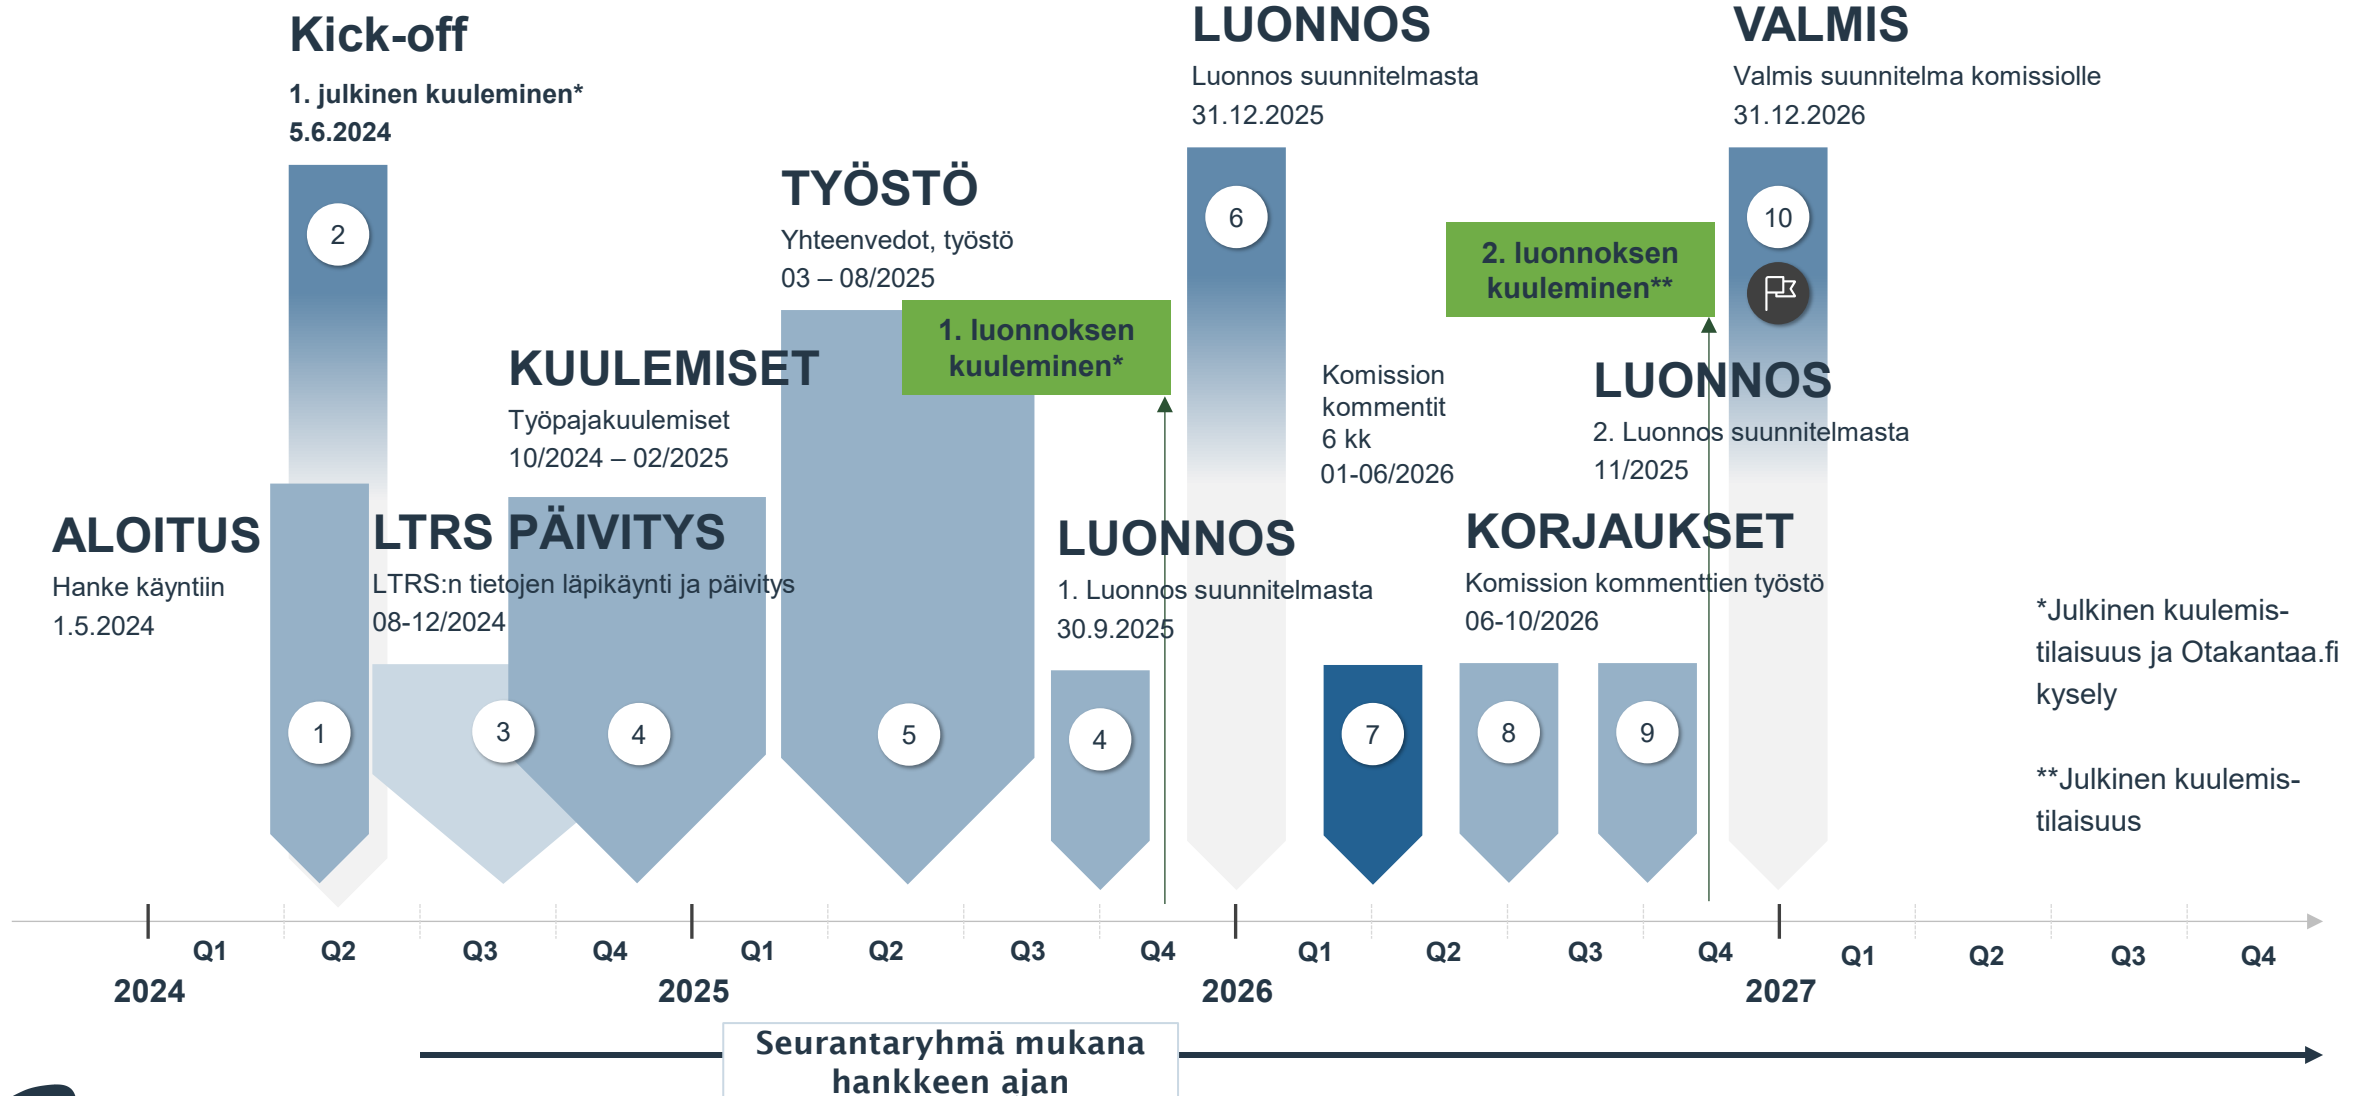 Kick-off
1. julkinen kuuleminen*
5.6.2024
2
LUONNOS
Luonnos suunnitelmasta
31.12.2025
6
VALMIS
Valmis suunnitelma komissiolle
31.12.2026
10
TYÖSTÖ
Yhteenvedot, työstö
03 – 08/2025
1. luonnoksen
kuuleminen*
2. luonnoksen
kuuleminen**
KUULEMISET
Työpajakuulemiset
10/2024 – 02/2025
Komission
kommentit
6 kk
01-06/2026
LUONNOS
2. Luonnos suunnitelmasta
11/2025
ALOITUS
Hanke käyntiin
1.5.2024
LTRS PÄIVITYS
LTRS:n tietojen läpikäynti ja päivitys
08-12/2024
LUONNOS
1. Luonnos suunnitelmasta
30.9.2025
KORJAUKSET
Komission kommenttien työstö
06-10/2026
*Julkinen kuulemis-
tilaisuus ja Otakantaa.fi
kysely
**Julkinen kuulemis-
tilaisuus
1
3
4
5
4
7
8
9
Q1 Q2 Q3 Q4 Q1 Q2 Q3 Q4 Q1 Q2 Q3 Q4 Q1 Q2 Q3 Q4
2024 2025 2026 2027
Seurantaryhmä mukana
hankkeen ajan